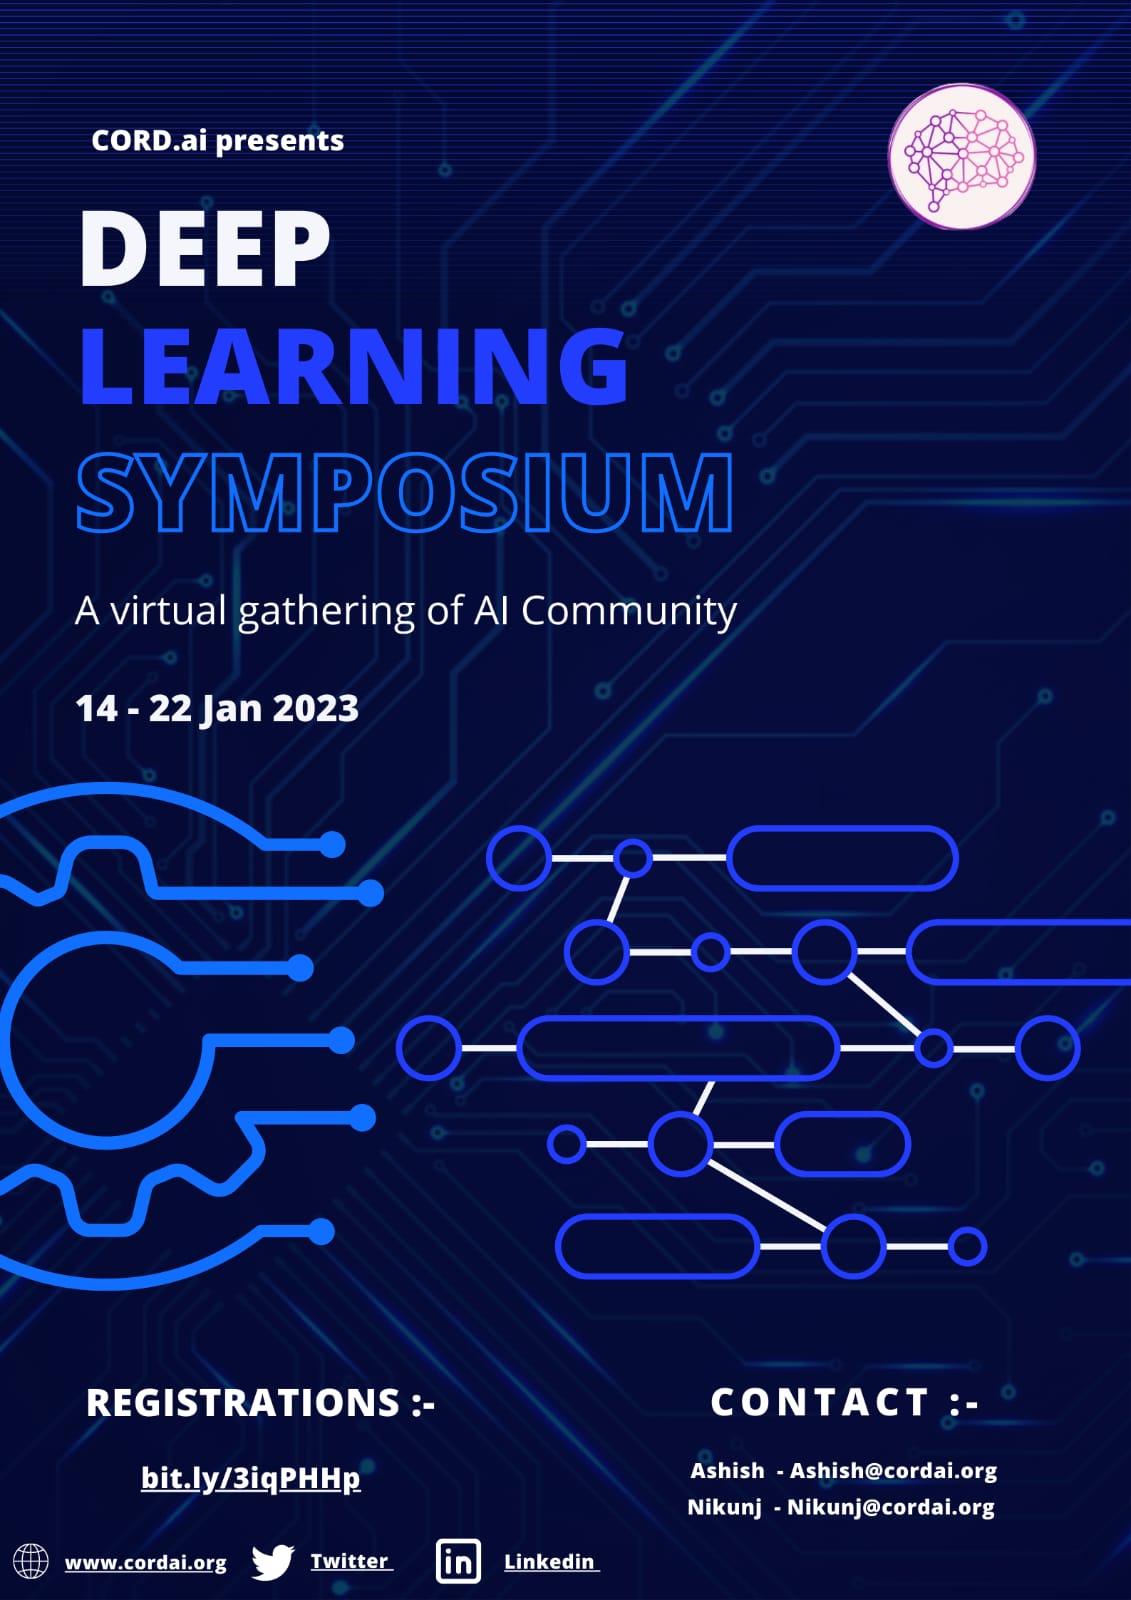 CORD.ai presents
DEEP
LEARNING
SYMPOSIUM
A virtual gathering of AI Community
14 - 22 Jan 2023
REGISTRATIONS :-
bit.ly/3iqPHHp
CONTACT :-
Ashish - Ashish@cordai.org
Nikunj - Nikunj@cordai.org
www.cordai.org
Twitter
in
Linkedin